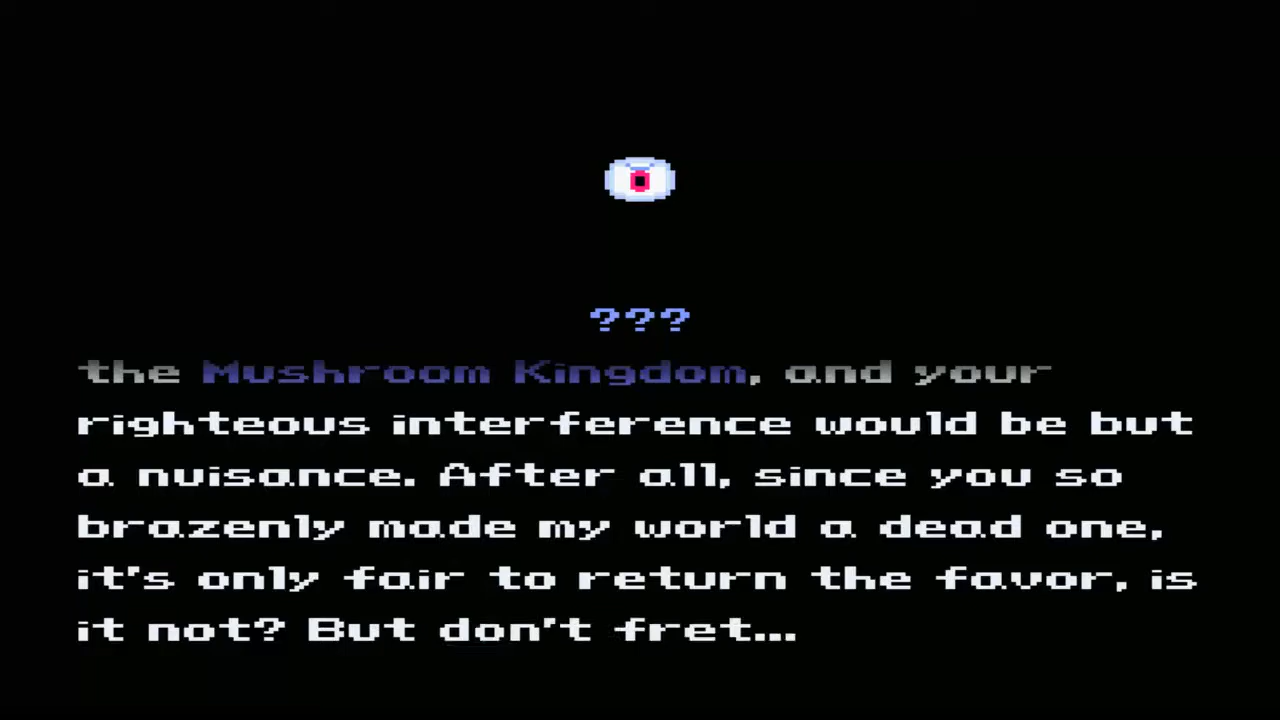 ???
the Mushroom Kingdom, and your
righteous interference would be but
a nuisance. After all, since you so
brazenly made my world a dead one,
it's only fair to return the favor, is
it not? But don't fret...